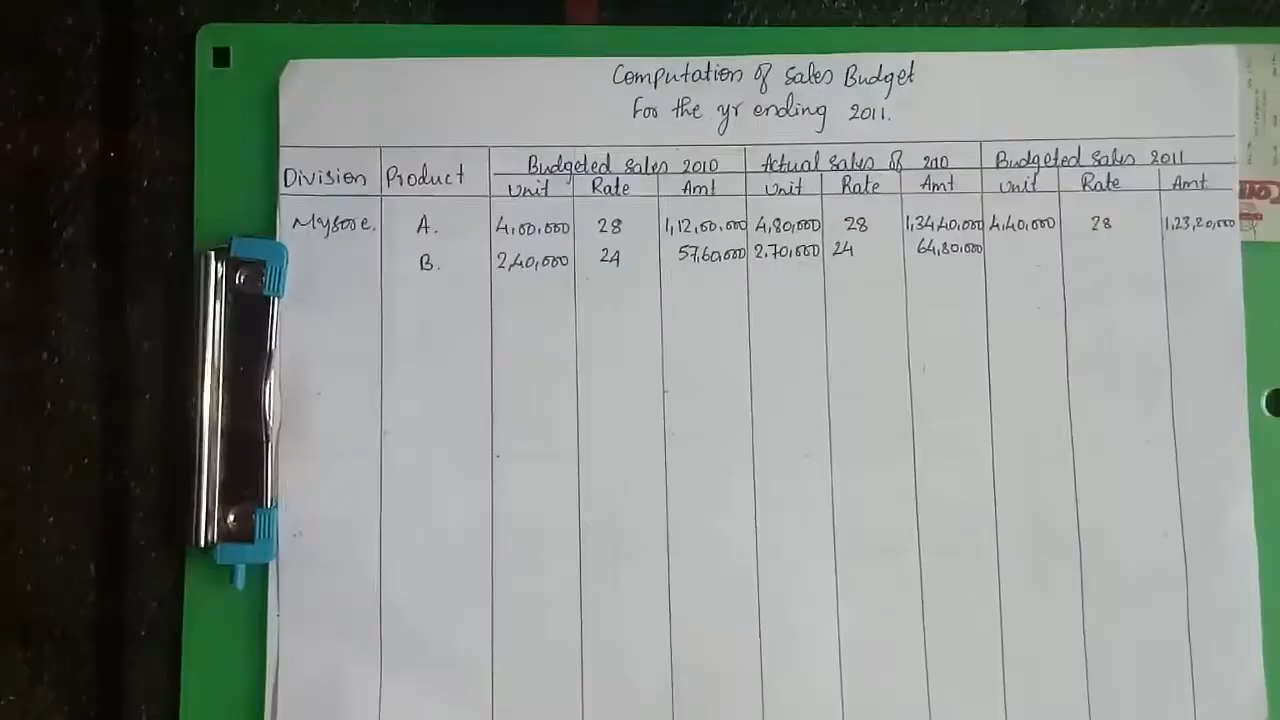 Computation of Sales Budget
For the yr ending 2011.
Division Product Budgeted Sales 2010 Actual Sales of 2010 Budgeted Sales 2011
Unit Rate Amt Unit Rate Amt Unit Rate Amt
Mysore. A. 4,00,000 28 1,12,00,000 4,80,000 28 1,34,40,000 4,40,000 28 1,23,20,000
B. 2,40,000 24 57,60,000 2,70,000 24 64,80,000